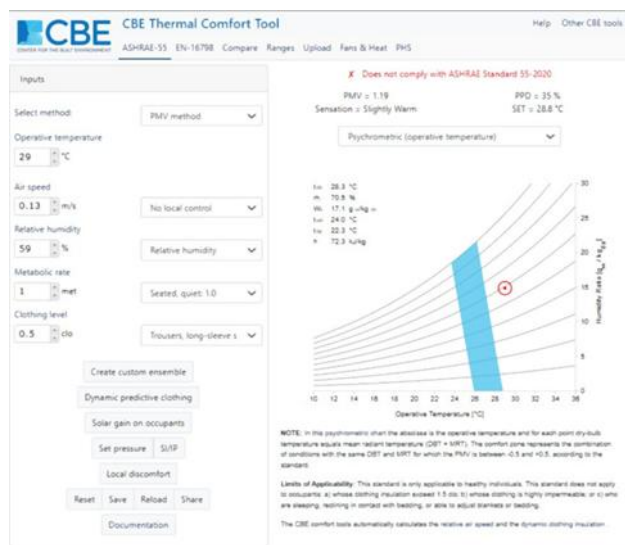 CBE
CENTER FOR THE BUILT ENVIRONMENT
CBE Thermal Comfort Tool
Help Other CBE tools
ASHRAE-55 EN-16798 Compare Ranges Upload Fans & Heat PHS
Inputs
Select method:
PMV method
Operative temperature
29 °C
Air speed
0.13 m/s
No local control
Relative humidity
59 %
Relative humidity
Metabolic rate
1 met
Seated, quiet: 1.0
Clothing level
0.5 clo
Trousers, long-sleeve s
Create custom ensemble
Dynamic predictive clothing
Solar gain on occupants
Set pressure SI/IP
Local discomfort
Reset Save Reload Share
Documentation
✗ Does not comply with ASHRAE Standard 55-2020
PMV = 1.19 PPD = 35 %
Sensation = Slightly Warm SET = 28.8 °C
Psychrometric (operative temperature)
28.3 °C
70.5 %
17.1
24.0 °C
22.3 °C
h 72.3 kJ/kg
30
25
20
15
10
5
0
Humidity Ratio
10 12 14 16 18 20 22 24 26 28 30 32 34 36
Operative Temperature [°C]
NOTE: In this psychrometric chart the abscissa is the operative temperature and for each point dry-bulb
temperature equals mean radiant temperature (DBT = MRT). The comfort zone represents the combination
of conditions with the same DBT and MRT for which the PMV is between -0.5 and +0.5, according to the
standard.
Limits of Applicability: This standard is only applicable to healthy individuals. This standard does not apply
to occupants: a) whose clothing insulation exceed 1.5 clo; b) whose clothing is highly impermeable; or c) who
are sleeping, reclining in contact with bedding, or able to adjust blankets or bedding.
The CBE comfort tools automatically calculates the relative air speed and the dynamic clothing insulation